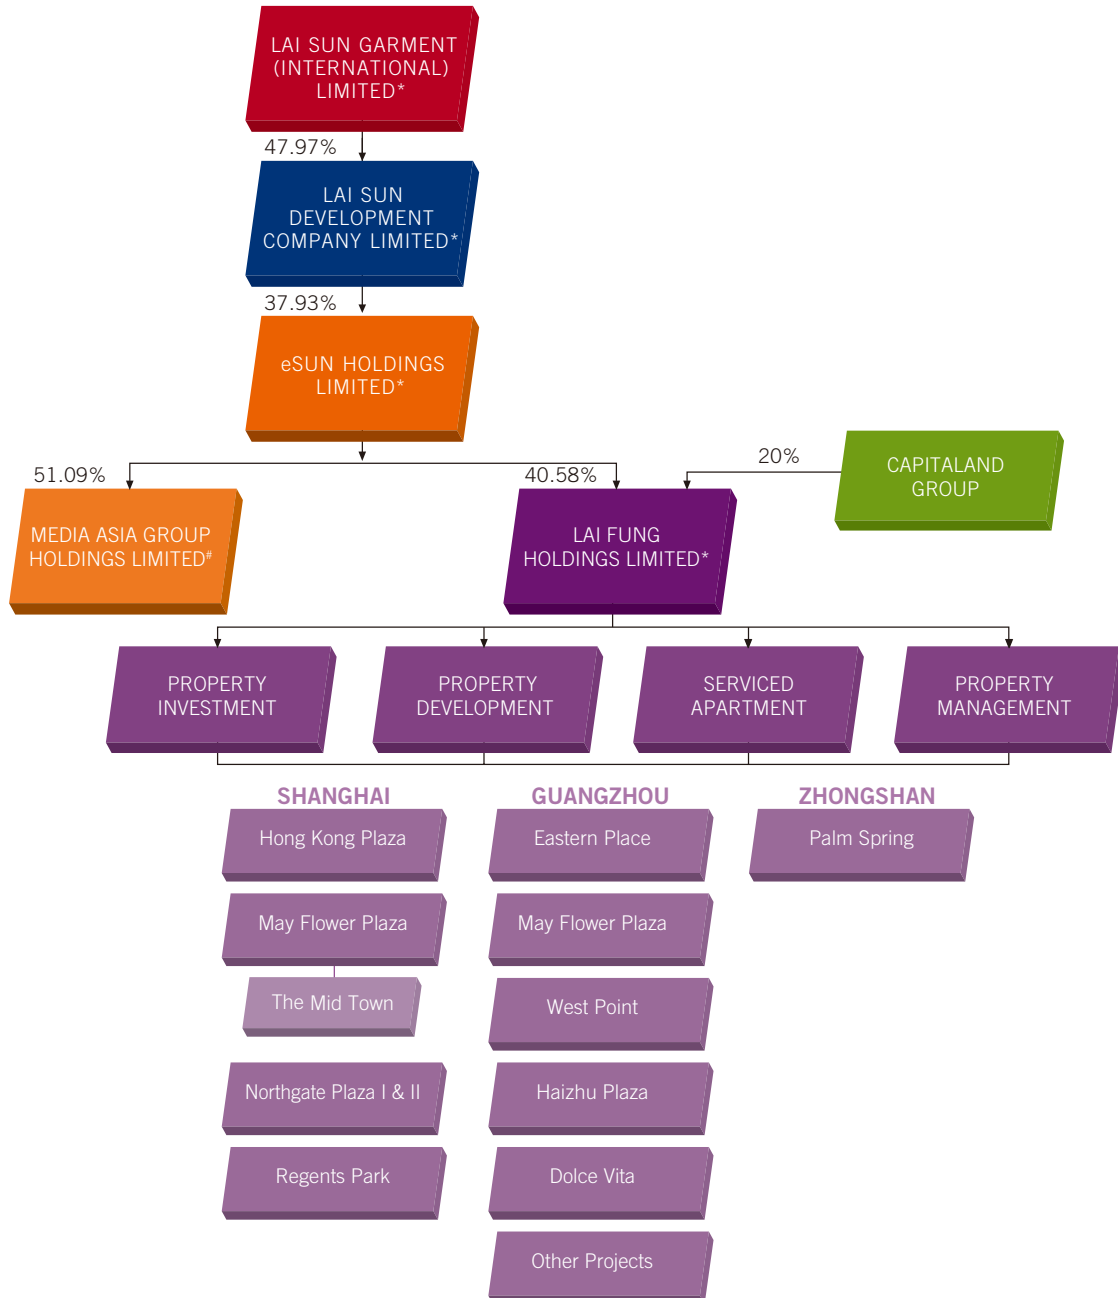 LAI SUN GARMENT
(INTERNATIONAL)
LIMITED*
47.97%
LAI SUN
DEVELOPMENT
COMPANY LIMITED*
37.93%
eSUN HOLDINGS
LIMITED*
51.09%
40.58%
20%
CAPITALAND
GROUP
MEDIA ASIA GROUP
HOLDINGS LIMITED#
LAI FUNG
HOLDINGS LIMITED*
PROPERTY
INVESTMENT
PROPERTY
DEVELOPMENT
SERVICED
APARTMENT
PROPERTY
MANAGEMENT
SHANGHAI
Hong Kong Plaza
May Flower Plaza
The Mid Town
Northgate Plaza I & II
Regents Park
GUANGZHOU
Eastern Place
May Flower Plaza
West Point
Haizhu Plaza
Dolce Vita
Other Projects
ZHONGSHAN
Palm Spring